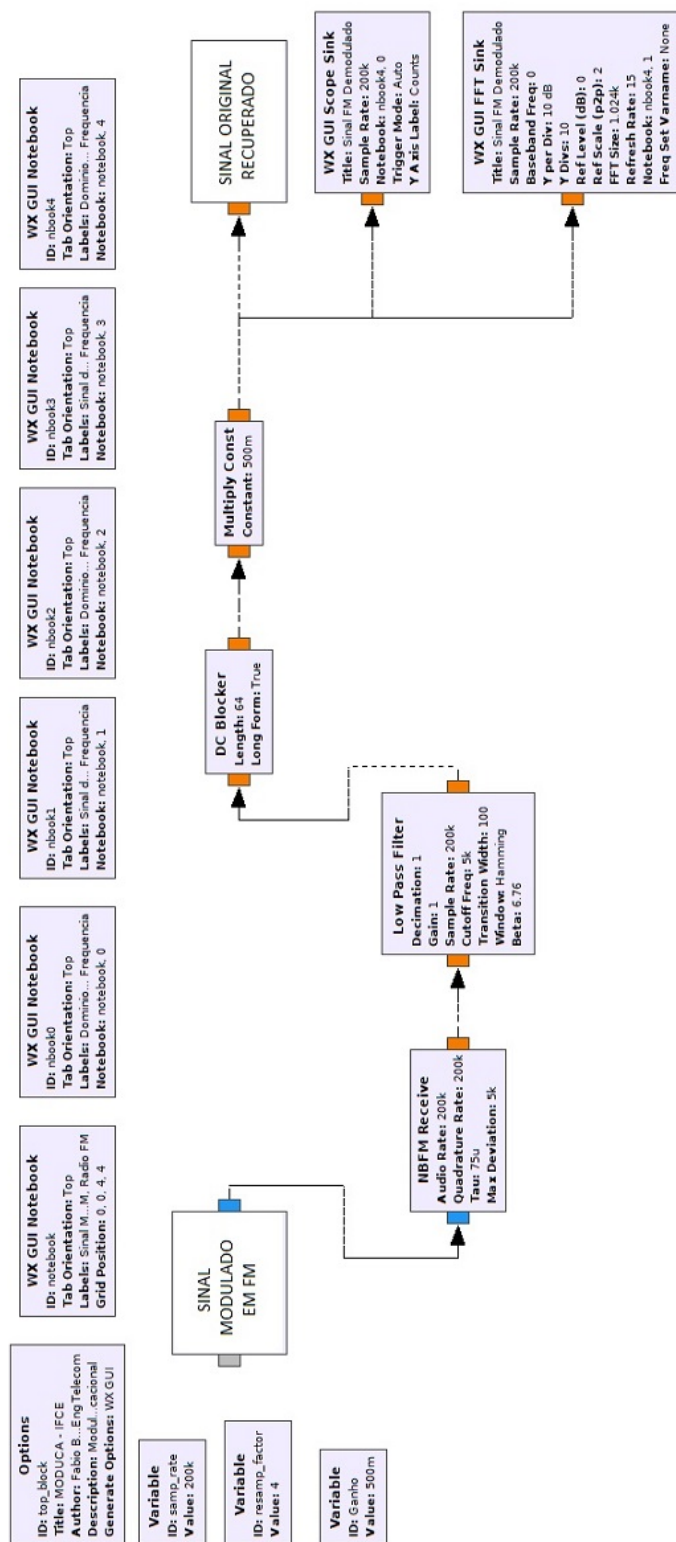 Options
ID: top_block
Title: MODUCA - IFCE
Author: Fabio B...Eng Telecom
Description: Modul...cacional
Generate Options: WX GUI
WX GUI Notebook
ID: notebook
Tab Orientation: Top
Labels: Sinal M...M, Radio FM
Grid Position: 0, 0, 4, 4
WX GUI Notebook
ID: nbook0
Tab Orientation: Top
Labels: Dominio... Frequencia
Notebook: notebook, 0
WX GUI Notebook
ID: nbook1
Tab Orientation: Top
Labels: Sinal d... Frequencia
Notebook: notebook, 1
WX GUI Notebook
ID: nbook2
Tab Orientation: Top
Labels: Dominio... Frequencia
Notebook: notebook, 2
WX GUI Notebook
ID: nbook3
Tab Orientation: Top
Labels: Sinal d... Frequencia
Notebook: notebook, 3
WX GUI Notebook
ID: nbook4
Tab Orientation: Top
Labels: Dominio... Frequencia
Notebook: notebook, 4
Variable
ID: samp_rate
Value: 200k
Variable
ID: resamp_factor
Value: 4
Variable
ID: Ganho
Value: 500m
SINAL
MODULADO
EM FM
NBFM Receive
Audio Rate: 200k
Quadrature Rate: 200k
Tau: 75u
Max Deviation: 5k
Low Pass Filter
Decimation: 1
Gain: 1
Sample Rate: 200k
Cutoff Freq: 5k
Transition Width: 100
Window: Hamming
Beta: 6.76
DC Blocker
Length: 64
Long Form: True
Multiply Const
Constant: 500m
SINAL ORIGINAL
RECUPERADO
WX GUI Scope Sink
Title: Sinal FM Demodulado
Sample Rate: 200k
Notebook: nbook4, 0
Trigger Mode: Auto
Y Axis Label: Counts
WX GUI FFT Sink
Title: Sinal FM Demodulado
Sample Rate: 200k
Baseband Freq: 0
Y per Div: 10 dB
Y Divs: 10
Ref Level (dB): 0
Ref Scale (p2p): 2
FFT Size: 1.024k
Refresh Rate: 15
Notebook: nbook4, 1
Freq Set Varname: None